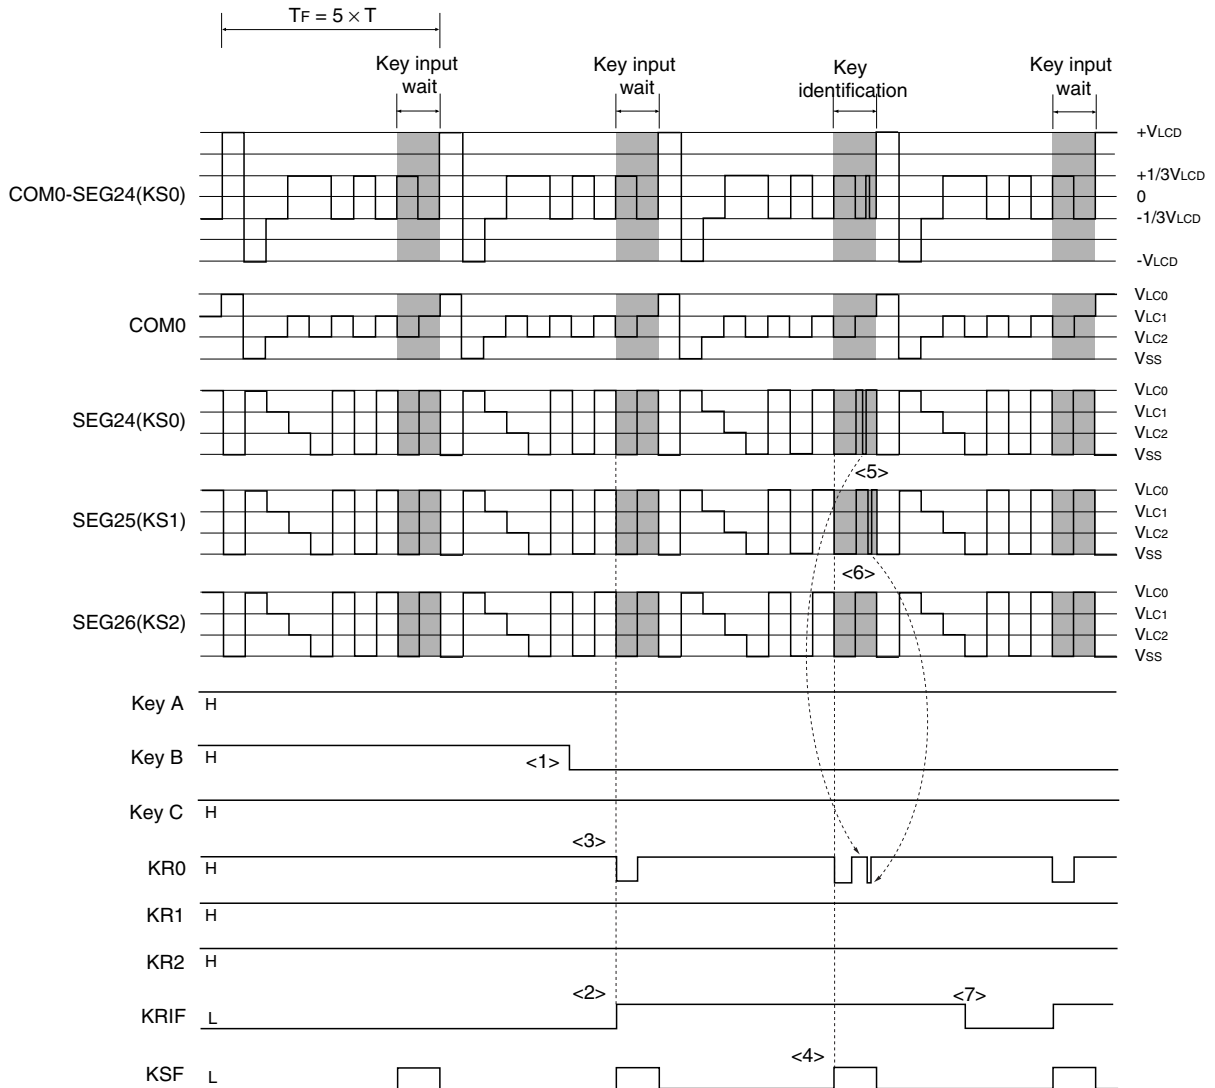 TF = 5 × T
Key input
wait
Key input
wait
Key
identification
Key input
wait
COM0-SEG24(KS0)
+VLCD
+1/3VLCD
0
-1/3VLCD
-VLCD
COM0
VLC0
VLC1
VLC2
VSS
SEG24(KS0)
VLC0
VLC1
VLC2
VSS
<5>
SEG25(KS1)
VLC0
VLC1
VLC2
VSS
<6>
SEG26(KS2)
VLC0
VLC1
VLC2
VSS
Key A H
Key B H
<1>
Key C H
<3>
KR0 H
KR1 H
KR2 H
<2>
<7>
KRIF L
<4>
KSF L